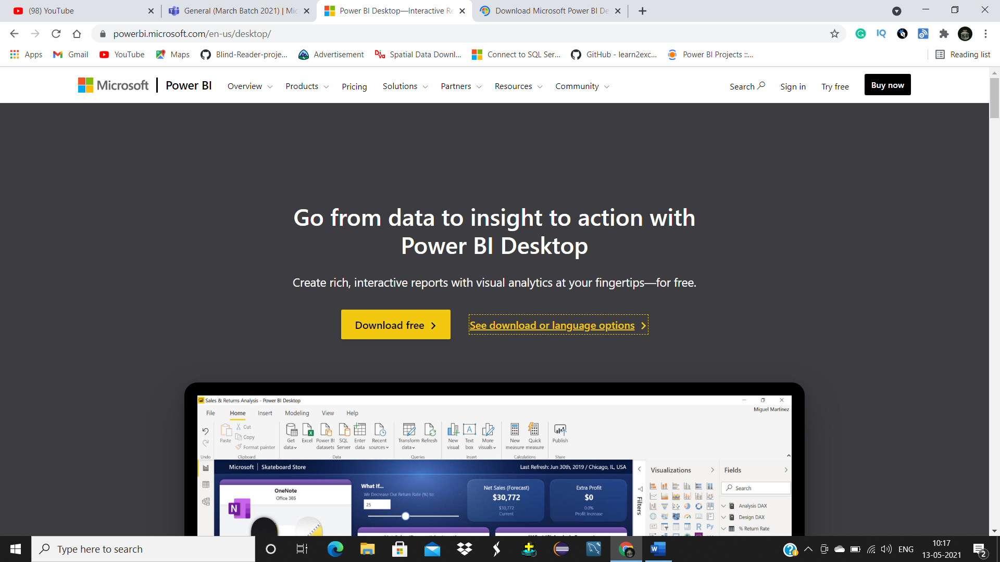 (98) YouTube
General (March Batch 2021) | Mic
Power BI Desktop—Interactive Re
Download Microsoft Power BI De
powerbi.microsoft.com/en-us/desktop/
Apps
Gmail
YouTube
Maps
Blind-Reader-proje...
Advertisement
Spatial Data Downl...
Connect to SQL Ser...
GitHub - learn2exc...
Power BI Projects ::...
Reading list
Microsoft
Power BI
Overview
Products
Pricing
Solutions
Partners
Resources
Community
Search
Sign in
Try free
Buy now
Go from data to insight to action with
Power BI Desktop
Create rich, interactive reports with visual analytics at your fingertips—for free.
Download free
See download or language options
Sales & Returns Analysis - Power BI Desktop
Miguel Martinez
File
Home
Insert
Modeling
View
Help
Paste
Cut
Copy
Format painter
Get
data
Excel
Power BI
datasets
SQL
Server
Enter
data
Recent
sources
Transform
data
Refresh
New
visual
Text
box
More
visuals
New
measure
Quick
measure
Publish
Undo
Clipboard
Data
Queries
Insert
Calculations
Share
Microsoft
Skateboard Store
Last Refresh: Jun 30th, 2019 / Chicago, IL, USA
OneNote
Office 365
What If...
We Decrease Our Return Rate (%) to:
25
Net Sales (Forecast)
$30,772
$30,772
Current
Extra Profit
$0
0.0%
Profit Increase
Filters
Visualizations
Fields
Search
Analysis DAX
Design DAX
% Return Rate
Type here to search
ENG
10:17
13-05-2021
2